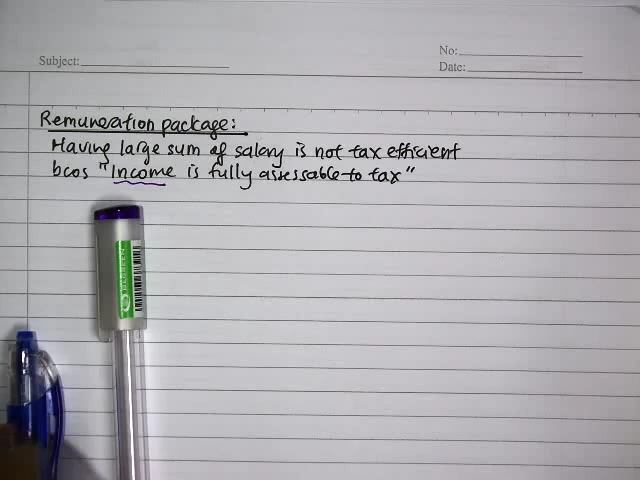 No:
Subject:
Date:
Remuneration package:
Having large sum of salary is not tax efficient
bcos "Income is fully assessable to tax"